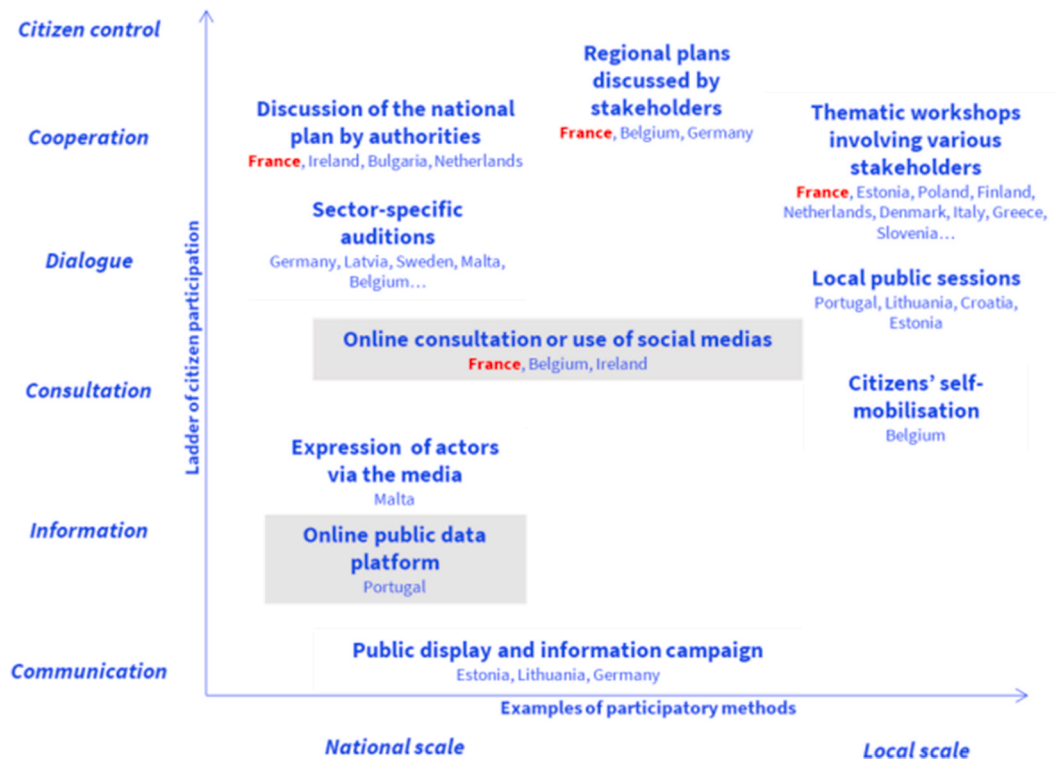 Citizen control
Cooperation
Dialogue
Consultation
Information
Communication
Ladder of citizen participation
Discussion of the national
plan by authorities
France, Ireland, Bulgaria, Netherlands
Regional plans
discussed by
stakeholders
France, Belgium, Germany
Thematic workshops
involving various
stakeholders
France, Estonia, Poland, Finland,
Netherlands, Denmark, Italy, Greece,
Slovenia…
Sector-specific
auditions
Germany, Latvia, Sweden, Malta,
Belgium…
Local public sessions
Portugal, Lithuania, Croatia,
Estonia
Online consultation or use of social medias
France, Belgium, Ireland
Citizens’ self-
mobilisation
Belgium
Expression of actors
via the media
Malta
Online public data
platform
Portugal
Public display and information campaign
Estonia, Lithuania, Germany
Examples of participatory methods
National scale
Local scale